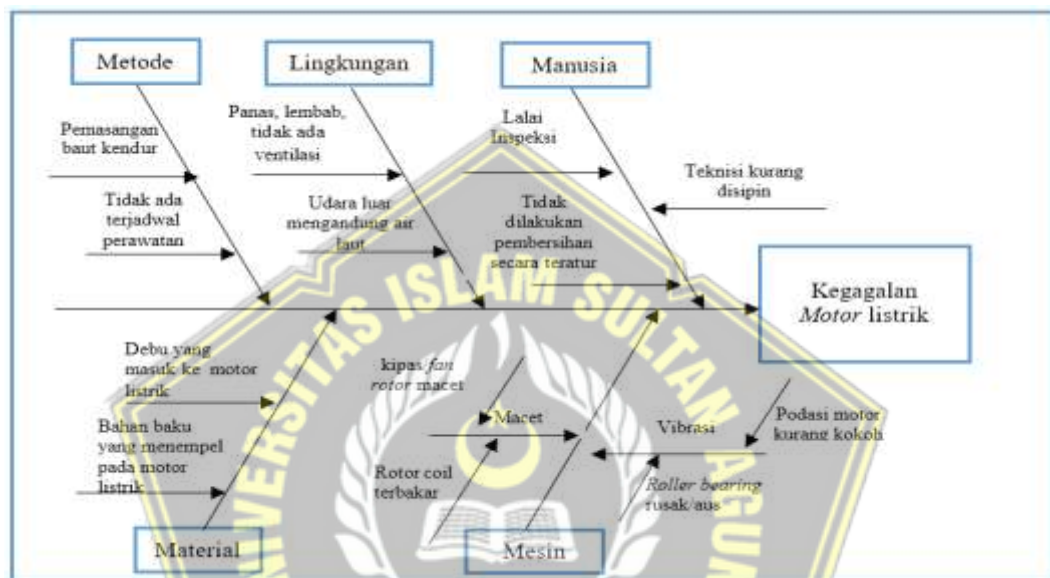 Metode
Lingkungan
Manusia
Pemasangan
baut kendur
Panas, lembab,
tidak ada
ventilasi
Lalai
Inspeksi
Teknisi kurang
disipin
Tidak ada
terjadwal
perawatan
Udara luar
mengandung air
laut
Tidak
dilakukan
pembersihan
secara teratur
Kegagalan
Motor listrik
Debu yang
masuk ke motor
listrik
kipas fan
rotor macet
Macet
Vibrasi
Podasi motor
kurang kokoh
Bahan baku
yang menempel
pada motor
listrik
Rotor coil
terbakar
Roller bearing
rusak/aus
Material
Mesin
UNIVERSITAS ISLAM SULTAN AGUN